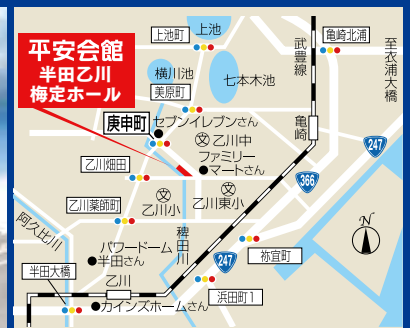 平安会館
半田乙川
梅定ホール
上池町
上池
横川池
七本木池
美原町
武豊線
亀崎北浦
至衣浦大橋
庚申町
セブンイレブンさん
文 乙川中
亀崎
247
ファミリー
マートさん
乙川畑田
366
文
乙川小
文
乙川東小
乙川薬師町
阿久比川
稗田川
N
パワードーム
半田さん
祢宜町
247
半田大橋
乙川
浜田町1
カインズホームさん